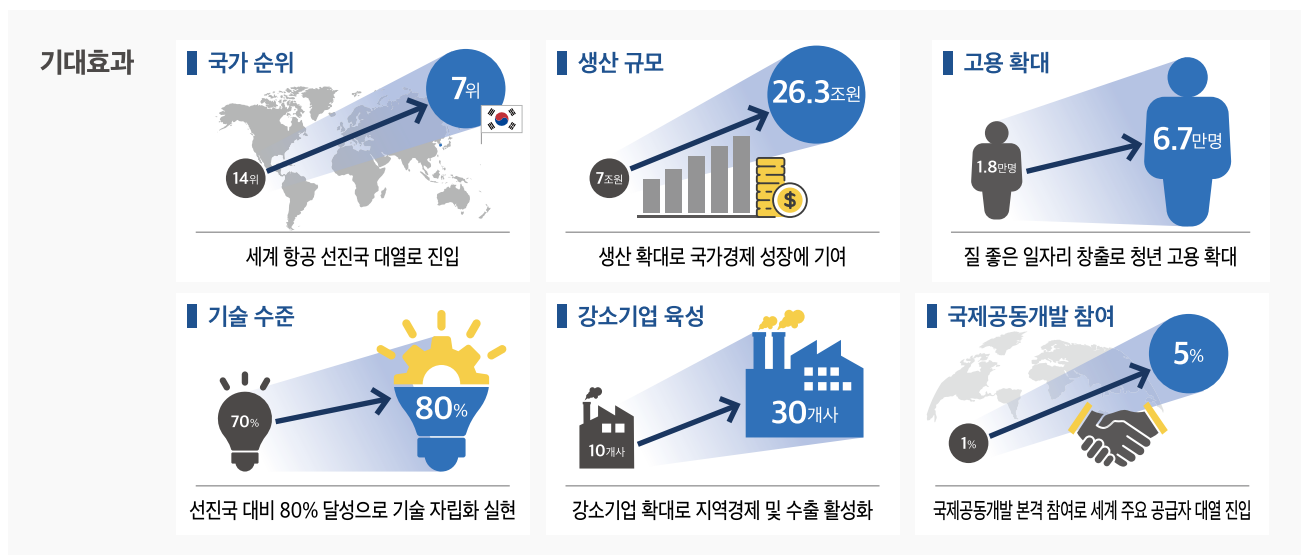 기대효과
국가 순위
14위
7위
세계 항공 선진국 대열로 진입
생산 규모
7조원
26.3조원
$
생산 확대로 국가경제 성장에 기여
고용 확대
1.8만명
6.7만명
질 좋은 일자리 창출로 청년 고용 확대
기술 수준
70%
80%
선진국 대비 80% 달성으로 기술 자립화 실현
강소기업 육성
10개사
30개사
강소기업 확대로 지역경제 및 수출 활성화
국제공동개발 참여
1%
5%
국제공동개발 본격 참여로 세계 주요 공급자 대열 진입